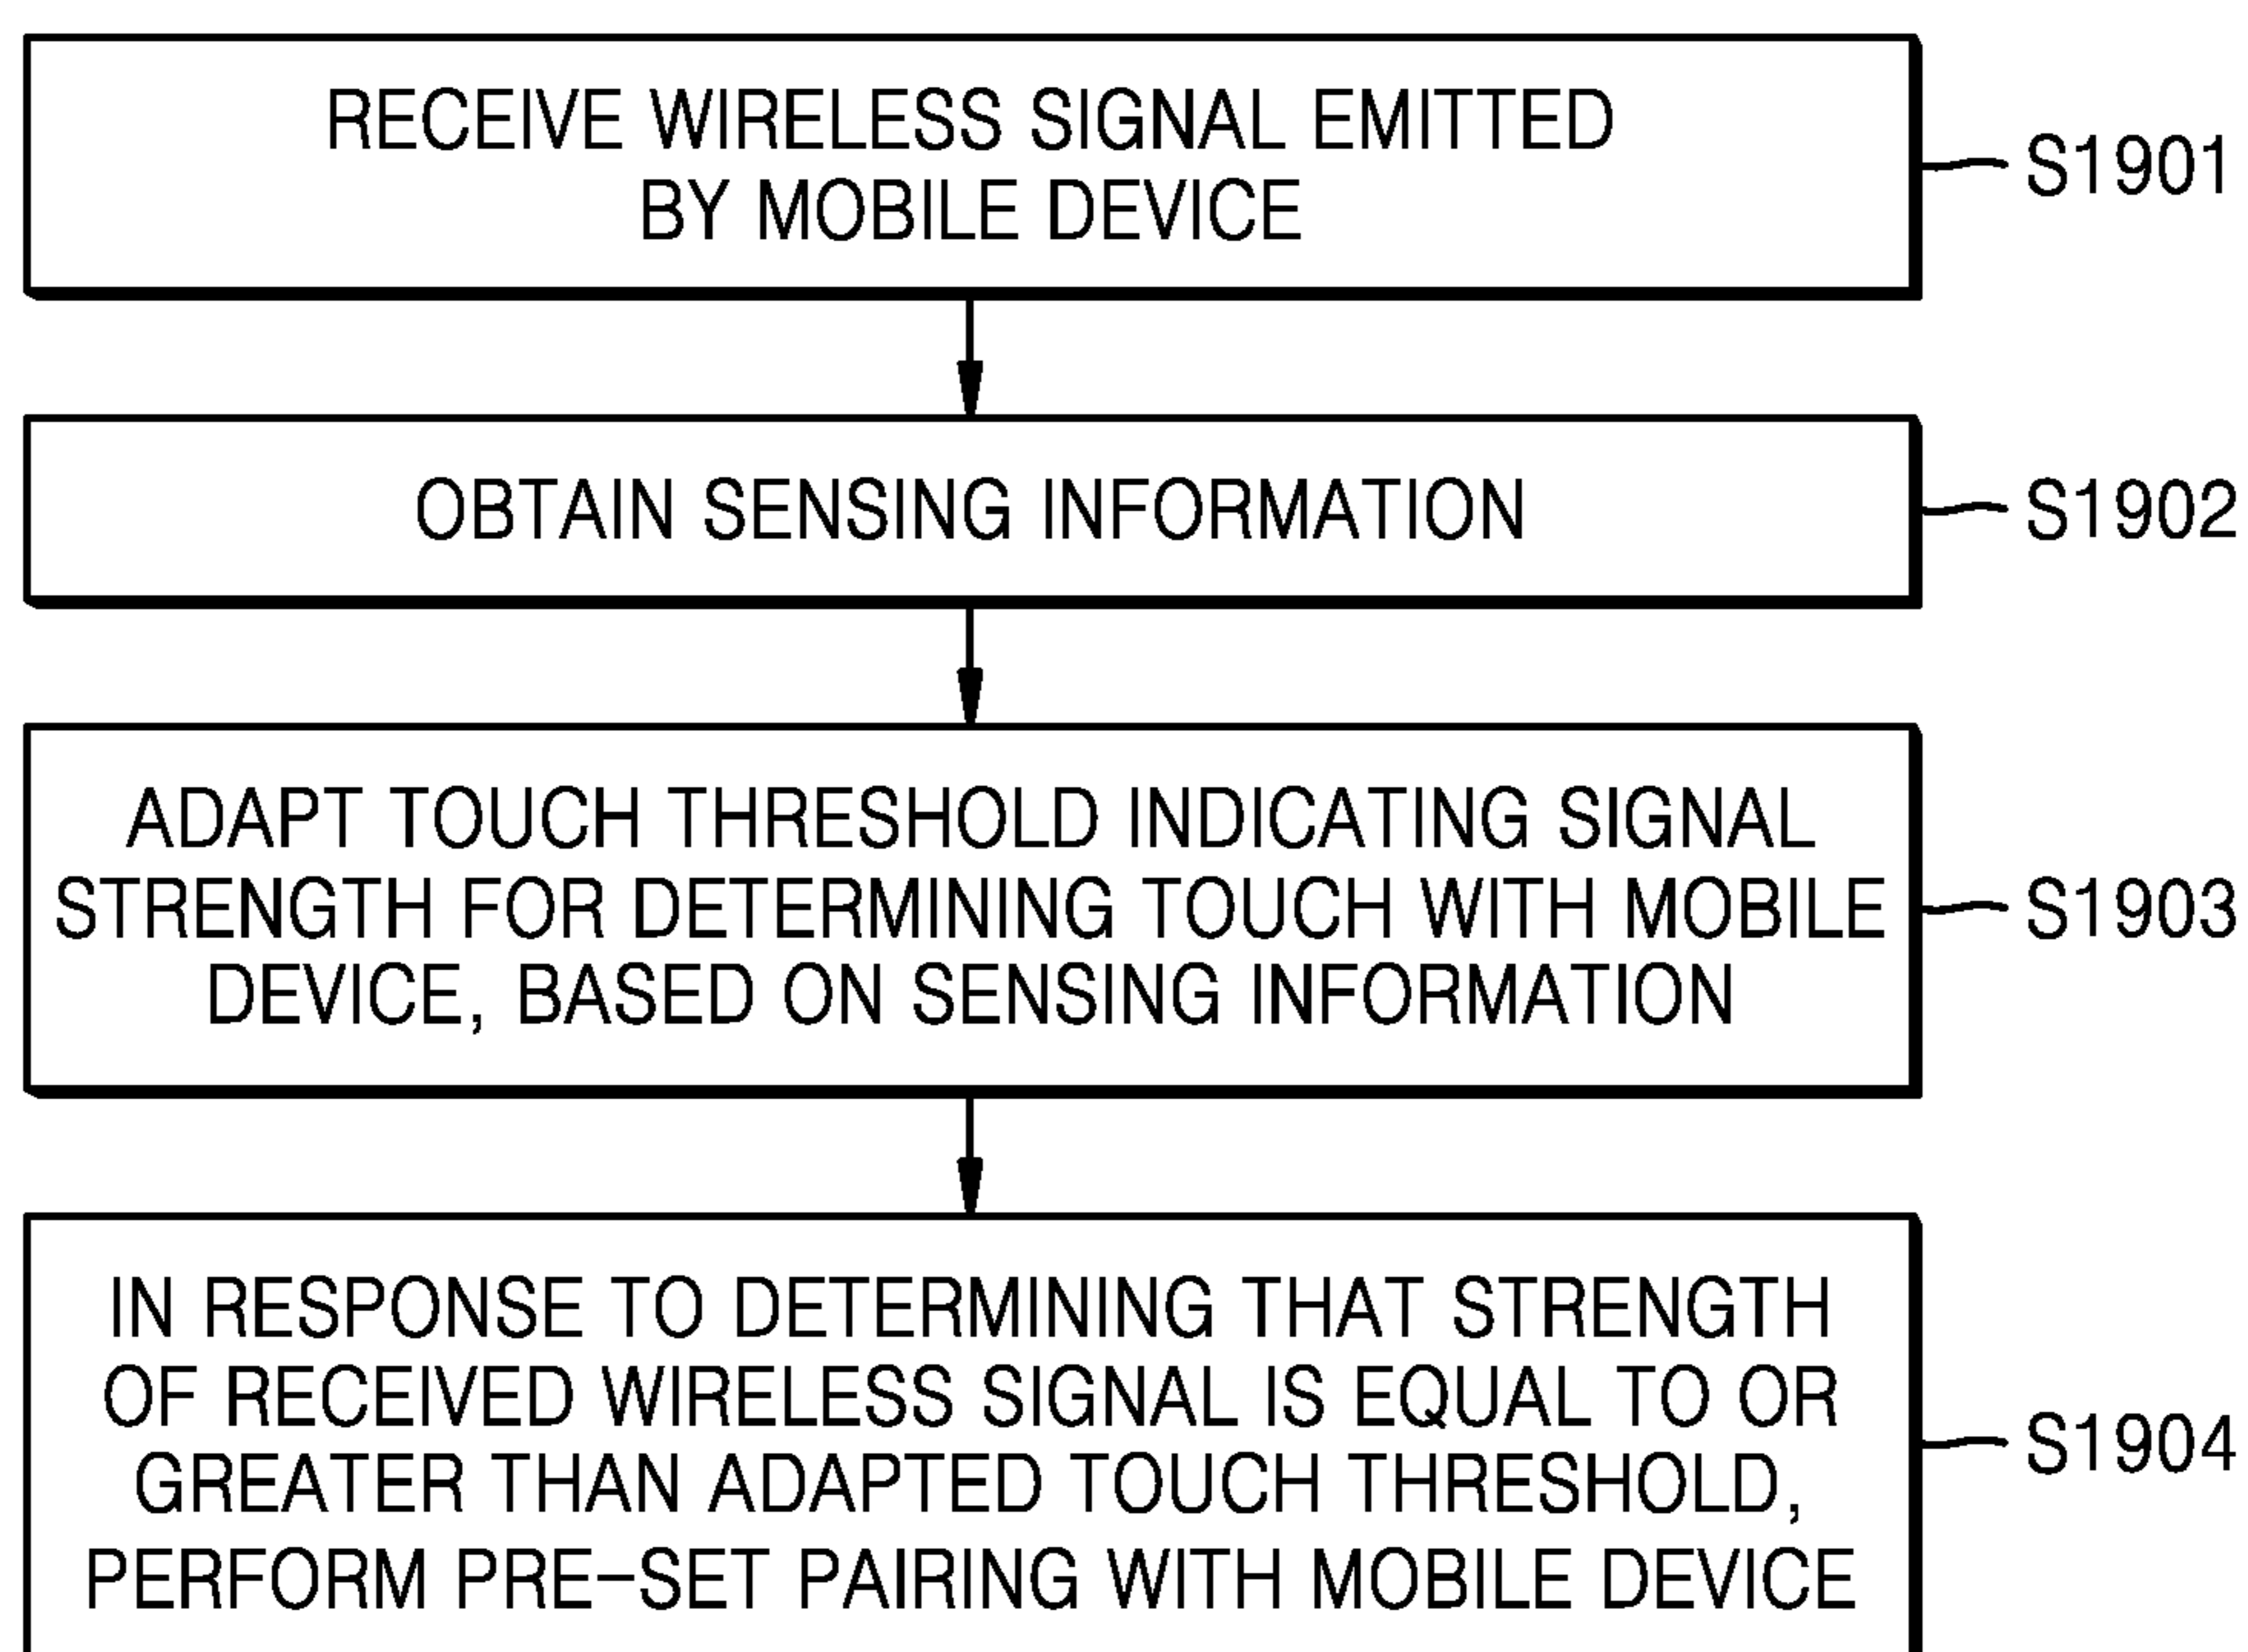 RECEIVE WIRELESS SIGNAL EMITTED
BY MOBILE DEVICE
S1901
OBTAIN SENSING INFORMATION
S1902
ADAPT TOUCH THRESHOLD INDICATING SIGNAL
STRENGTH FOR DETERMINING TOUCH WITH MOBILE
DEVICE, BASED ON SENSING INFORMATION
S1903
IN RESPONSE TO DETERMINING THAT STRENGTH
OF RECEIVED WIRELESS SIGNAL IS EQUAL TO OR
GREATER THAN ADAPTED TOUCH THRESHOLD,
PERFORM PRE–SET PAIRING WITH MOBILE DEVICE
S1904